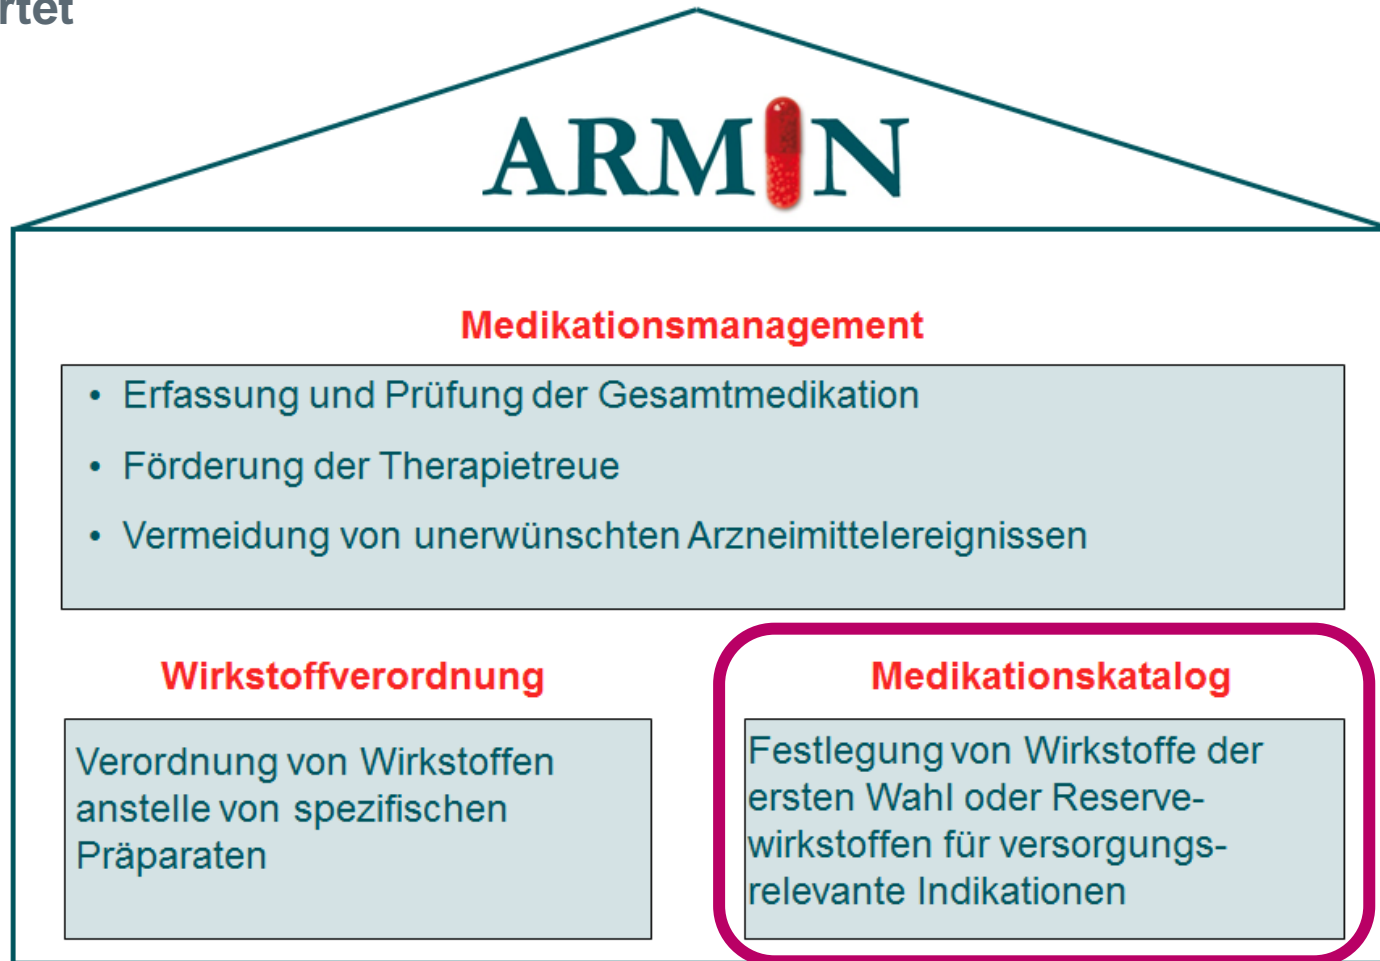 rtet
ARMIN
Medikationsmanagement
• Erfassung und Prüfung der Gesamtmedikation
• Förderung der Therapietreue
• Vermeidung von unerwünschten Arzneimittelereignissen
Wirkstoffverordnung
Medikationskatalog
Verordnung von Wirkstoffen
anstelle von spezifischen
Präparaten
Festlegung von Wirkstoffe der
ersten Wahl oder Reserve-
wirkstoffen für versorgungs-
relevante Indikationen